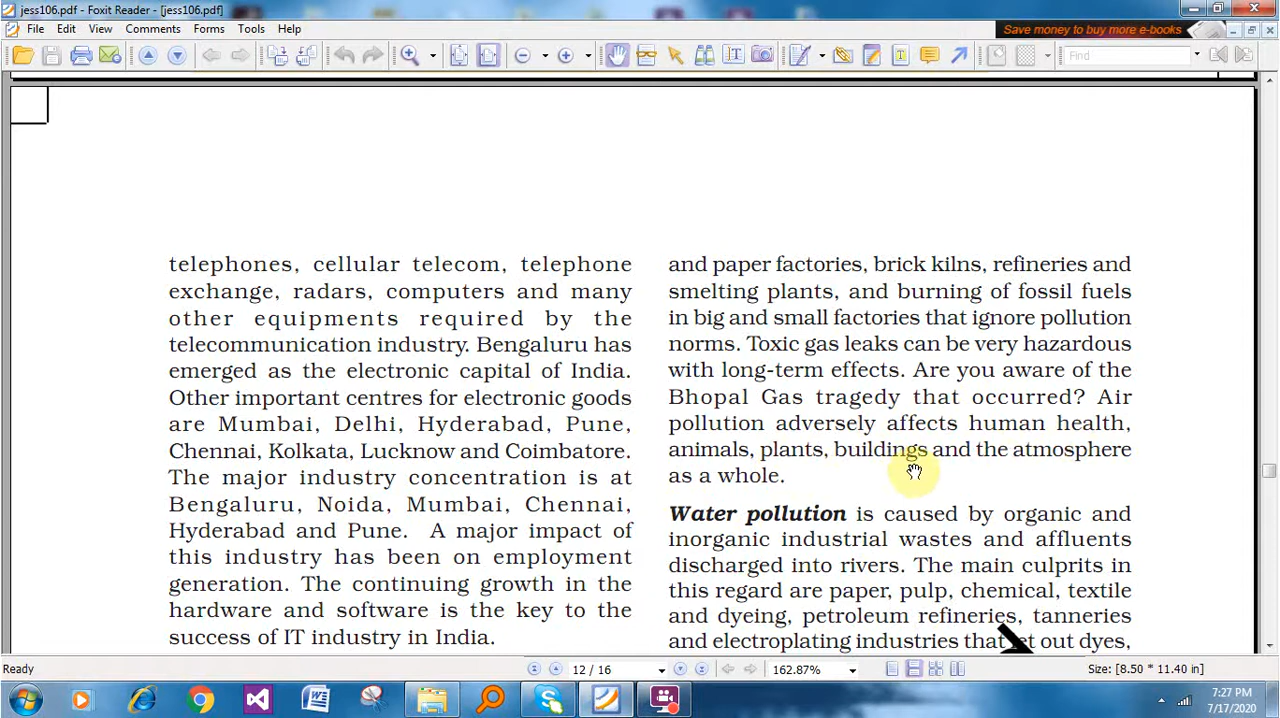 jess106.pdf - Foxit Reader - [jess106.pdf]
File Edit View Comments Forms Tools Help
Save money to buy more e-books
Find
telephones, cellular telecom, telephone
exchange, radars, computers and many
other equipments required by the
telecommunication industry. Bengaluru has
emerged as the electronic capital of India.
Other important centres for electronic goods
are Mumbai, Delhi, Hyderabad, Pune,
Chennai, Kolkata, Lucknow and Coimbatore.
The major industry concentration is at
Bengaluru, Noida, Mumbai, Chennai,
Hyderabad and Pune. A major impact of
this industry has been on employment
generation. The continuing growth in the
hardware and software is the key to the
success of IT industry in India.
and paper factories, brick kilns, refineries and
smelting plants, and burning of fossil fuels
in big and small factories that ignore pollution
norms. Toxic gas leaks can be very hazardous
with long-term effects. Are you aware of the
Bhopal Gas tragedy that occurred? Air
pollution adversely affects human health,
animals, plants, buildings and the atmosphere
as a whole.
Water pollution is caused by organic and
inorganic industrial wastes and affluents
discharged into rivers. The main culprits in
this regard are paper, pulp, chemical, textile
and dyeing, petroleum refineries, tanneries
and electroplating industries that let out dyes,
Ready
12 / 16
162.87%
Size: [8.50 * 11.40 in]
7:27 PM
7/17/2020